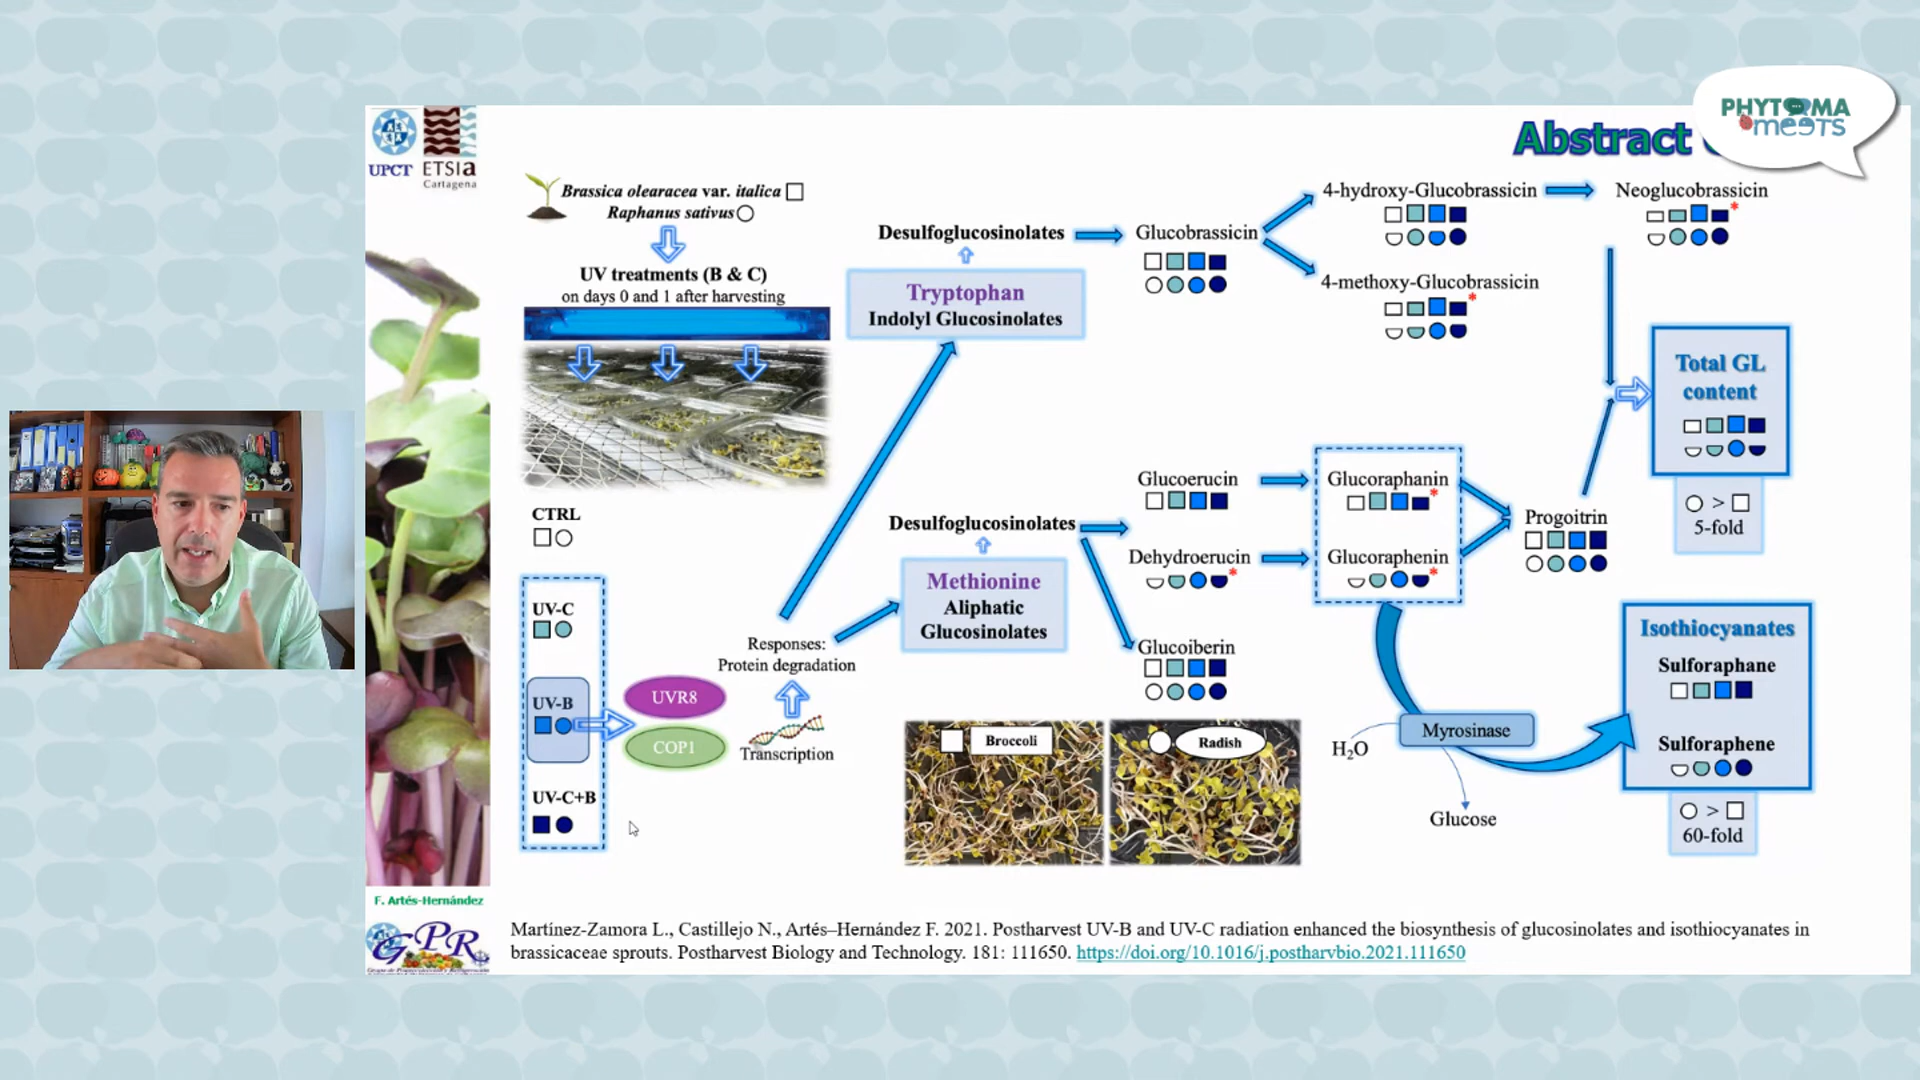 PHYTOMA
meeTS
Abstract
UPCT
ETSIa
Cartagena
Brassica olearacea var. italica
Raphanus sativus
UV treatments (B & C)
on days 0 and 1 after harvesting
CTRL
UV-C
UV-B
UV-C+B
UVR8
COP1
Responses:
Protein degradation
Transcription
Desulfoglucosinolates
Tryptophan
Indolyl Glucosinolates
Glucobrassicin
4-hydroxy-Glucobrassicin
Neoglucobrassicin
*
4-methoxy-Glucobrassicin
*
Total GL
content
>
5-fold
Desulfoglucosinolates
Methionine
Aliphatic
Glucosinolates
Glucoerucin
Glucoraphanin
*
Dehydroerucin
*
Glucoraphenin
*
Progoitrin
Glucoiberin
Broccoli
Radish
H2O
Myrosinase
Glucose
Isothiocyanates
Sulforaphane
Sulforaphene
>
60-fold
F. Artés-Hernández
GPR
Martínez-Zamora L., Castillejo N., Artés–Hernández F. 2021. Postharvest UV-B and UV-C radiation enhanced the biosynthesis of glucosinolates and isothiocyanates in
brassicaceae sprouts. Postharvest Biology and Technology. 181: 111650. https://doi.org/10.1016/j.postharvbio.2021.111650